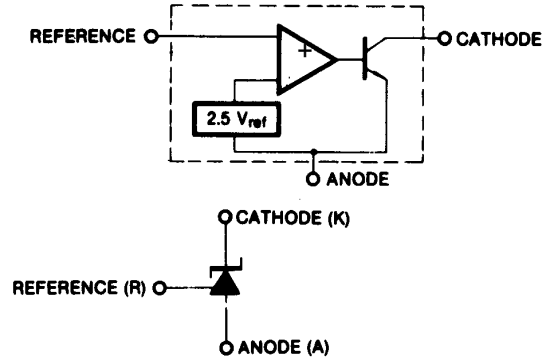 REFERENCE
+
CATHODE
2.5 Vref
ANODE
CATHODE (K)
REFERENCE (R)
ANODE (A)